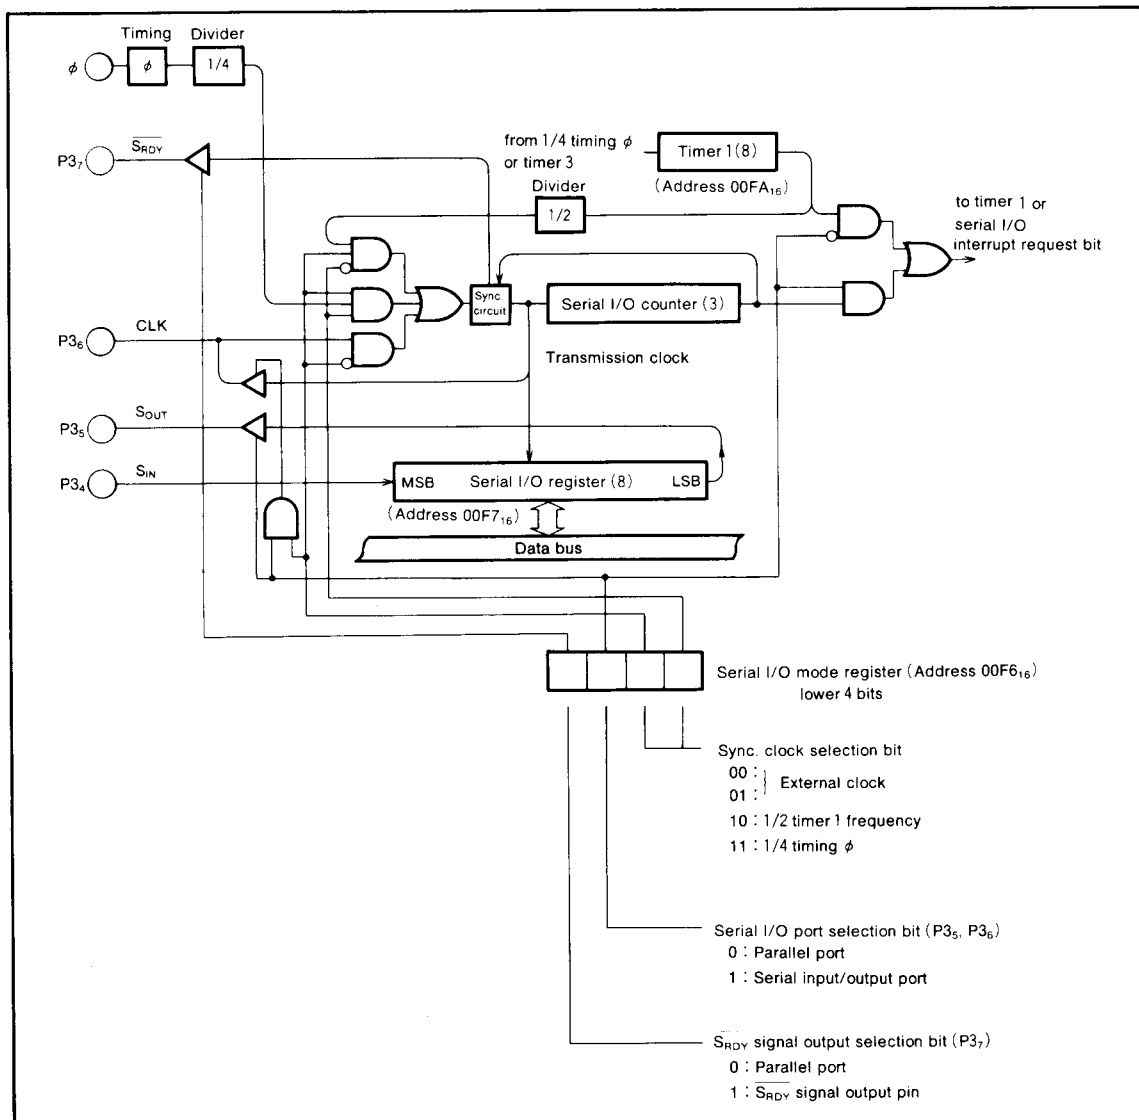 Timing Divider
φ φ 1/4
P3₇ S̅R̅D̅Y̅
from 1/4 timing φ
or timer 3
Timer 1(8)
(Address 00FA₁₆)
Divider
1/2
to timer 1 or
serial I/O
interrupt request bit
Sync.
circuit
Serial I/O counter (3)
P3₆ CLK
Transmission clock
P3₅ SOUT
P3₄ SIN
MSB Serial I/O register (8) LSB
(Address 00F7₁₆)
Data bus
Serial I/O mode register (Address 00F6₁₆)
lower 4 bits
Sync. clock selection bit
00 :
01 :
External clock
10 : 1/2 timer 1 frequency
11 : 1/4 timing φ
Serial I/O port selection bit (P3₅, P3₆)
0 : Parallel port
1 : Serial input/output port
S̅R̅D̅Y̅ signal output selection bit (P3₇)
0 : Parallel port
1 : S̅R̅D̅Y̅ signal output pin